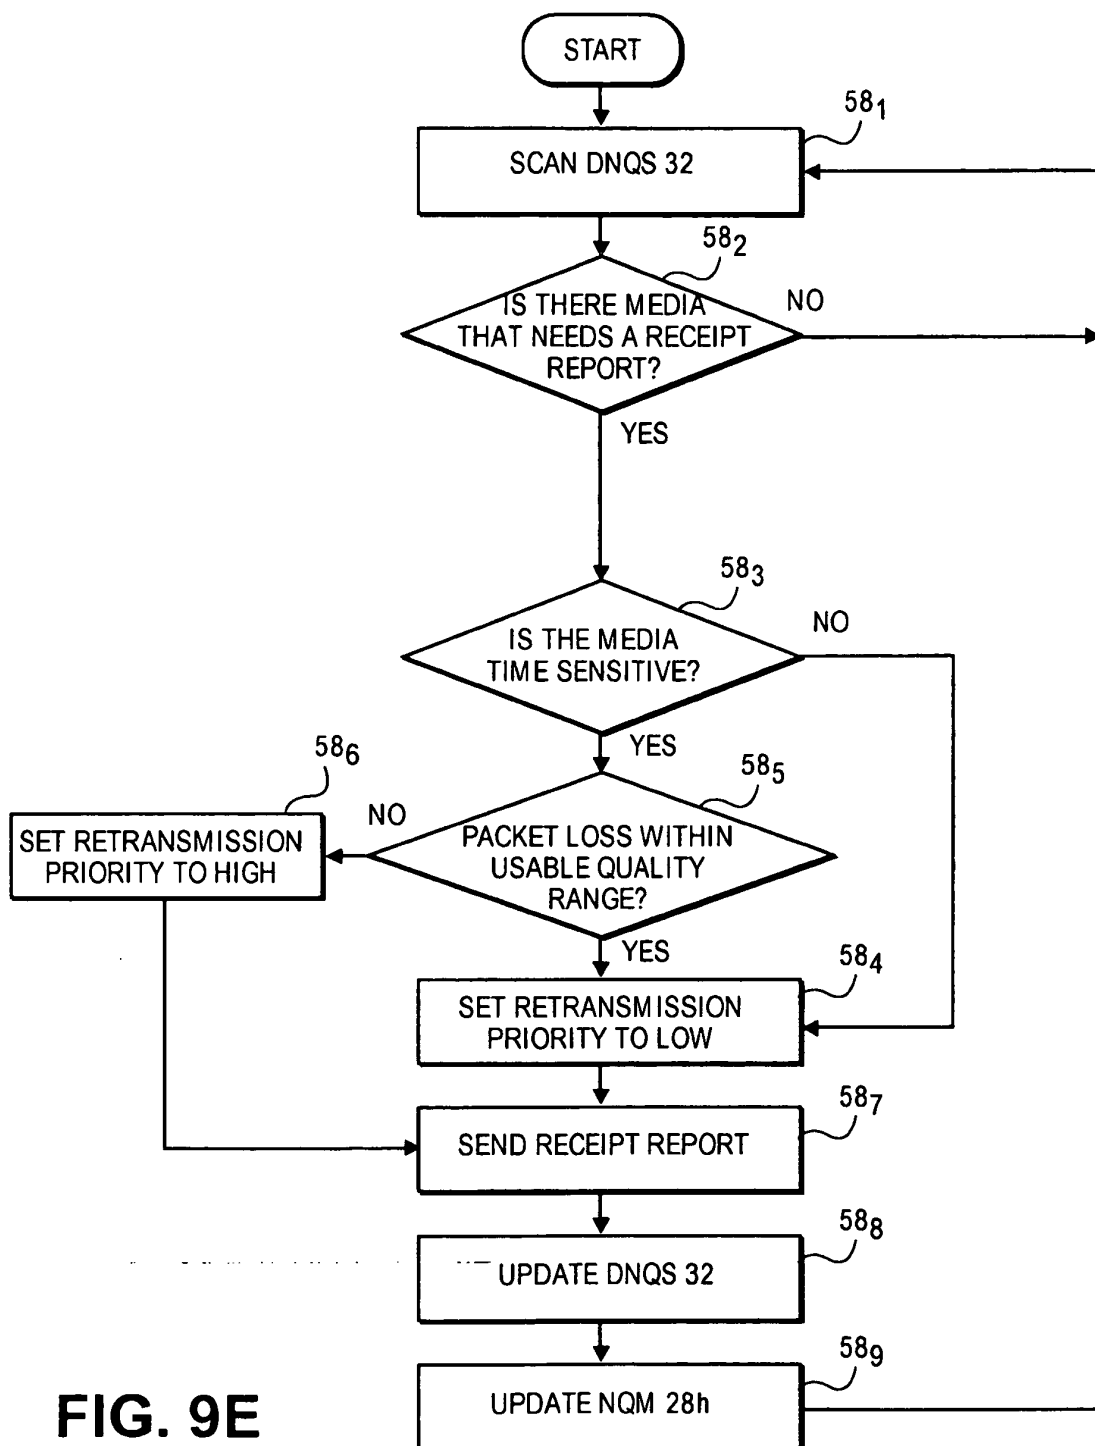 START
58₁
SCAN DNQS 32
58₂
IS THERE MEDIA
THAT NEEDS A RECEIPT
REPORT?
NO
YES
58₃
IS THE MEDIA
TIME SENSITIVE?
NO
YES
58₆
58₅
SET RETRANSMISSION
PRIORITY TO HIGH
NO
PACKET LOSS WITHIN
USABLE QUALITY
RANGE?
YES
58₄
SET RETRANSMISSION
PRIORITY TO LOW
58₇
SEND RECEIPT REPORT
58₈
UPDATE DNQS 32
58₉
UPDATE NQM 28h
FIG. 9E